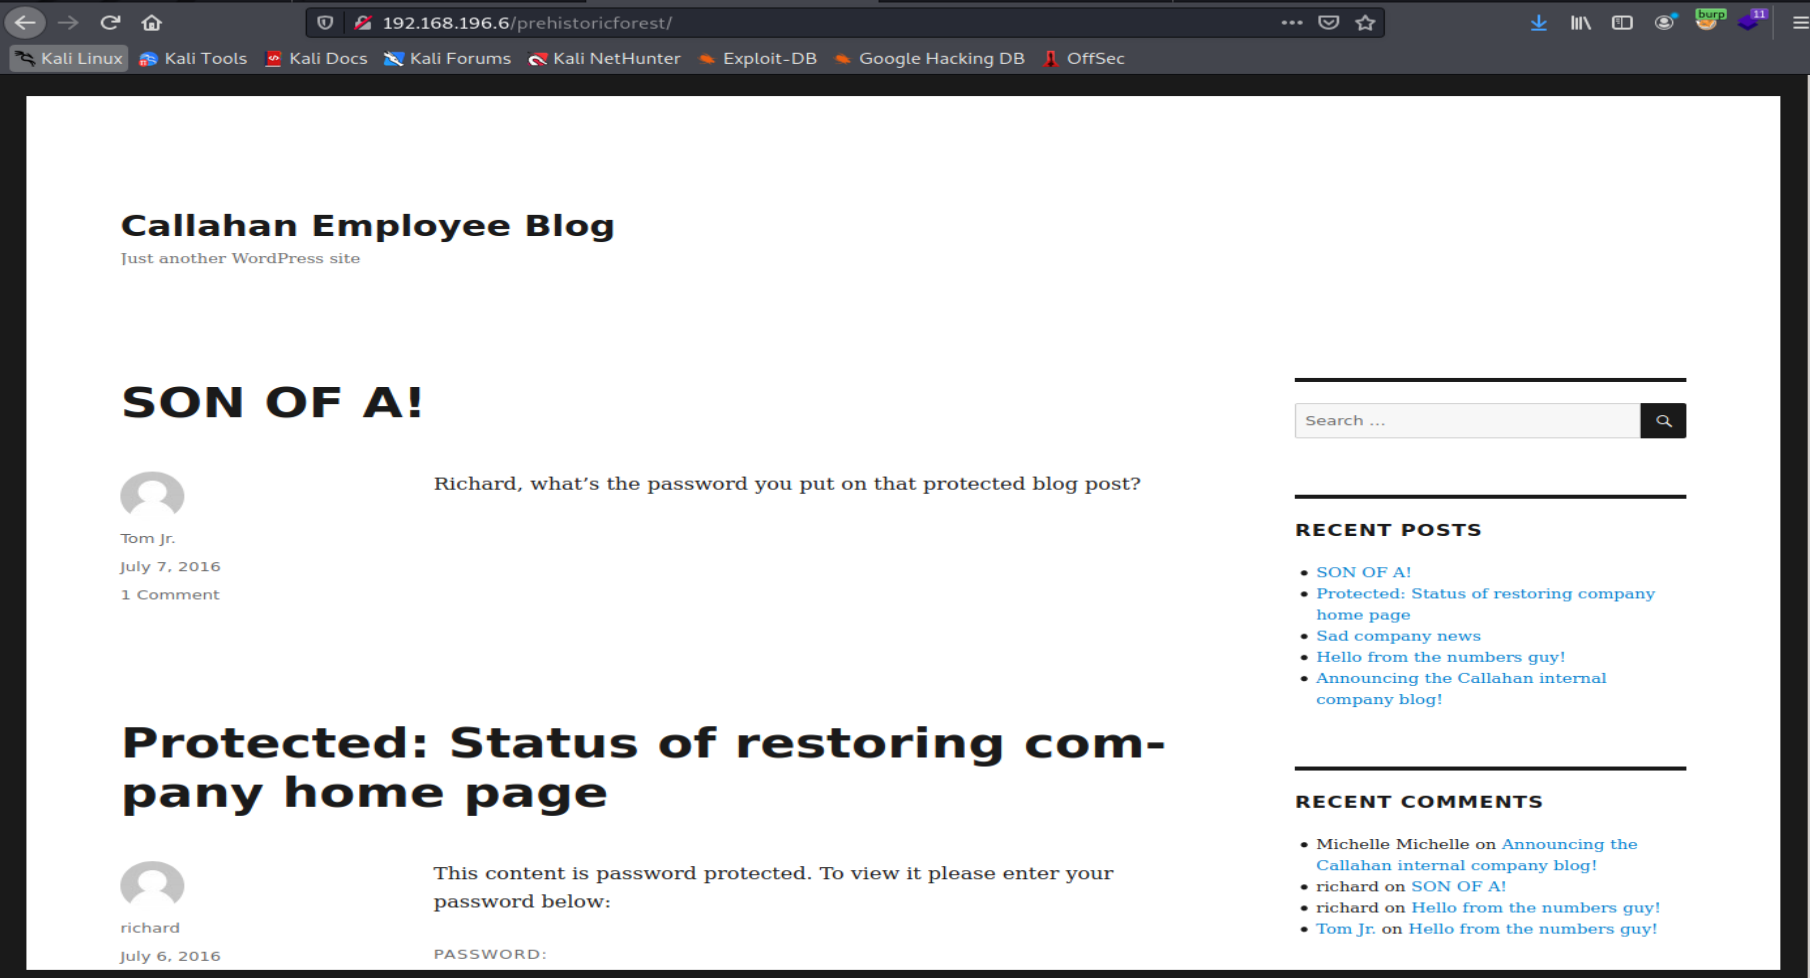 192.168.196.6/prehistoricforest/
burp
11
Kali Linux Kali Tools Kali Docs Kali Forums Kali NetHunter Exploit-DB Google Hacking DB OffSec
Callahan Employee Blog
Just another WordPress site
SON OF A!
Tom Jr.
July 7, 2016
1 Comment
Richard, what’s the password you put on that protected blog post?
Protected: Status of restoring com-
pany home page
richard
July 6, 2016
This content is password protected. To view it please enter your
password below:
PASSWORD:
Search ...
RECENT POSTS
SON OF A!
Protected: Status of restoring company
home page
Sad company news
Hello from the numbers guy!
Announcing the Callahan internal
company blog!
RECENT COMMENTS
Michelle Michelle on Announcing the
Callahan internal company blog!
richard on SON OF A!
richard on Hello from the numbers guy!
Tom Jr. on Hello from the numbers guy!